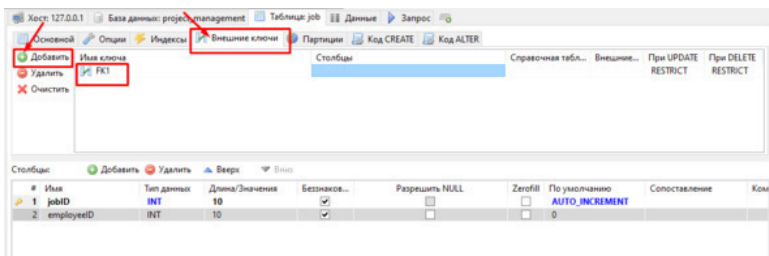 Хост: 127.0.0.1 База данных: project_management Таблица: job Данные Запрос
Основной Опции Индексы Внешние ключи Партиции Код CREATE Код ALTER
Добавить Имя ключа Столбцы Справочная табл... Внешние... При UPDATE При DELETE
Удалить FK1 RESTRICT RESTRICT
Очистить
Столбцы: Добавить Удалить Вверх Вниз
# Имя Тип данных Длина/Значения Беззнаков... Разрешить NULL Zerofill По умолчанию Сопоставление Ком
1 jobID INT 10 AUTO_INCREMENT
2 employeeID INT 10 0